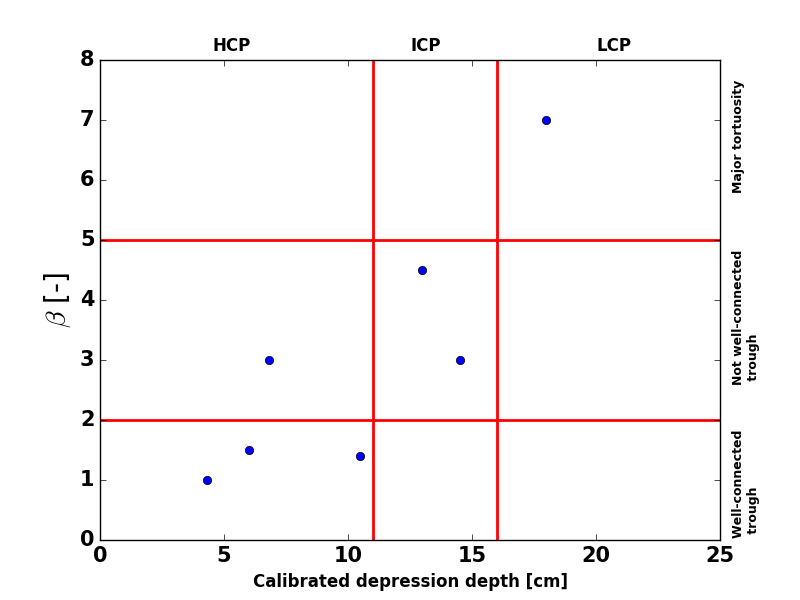 HCP ICP LCP
8
7
6
5
4
3
2
1
0
β [-]
0 5 10 15 20 25
Calibrated depression depth [cm]
Major tortuosity
Not well-connected
trough
Well-connected
trough